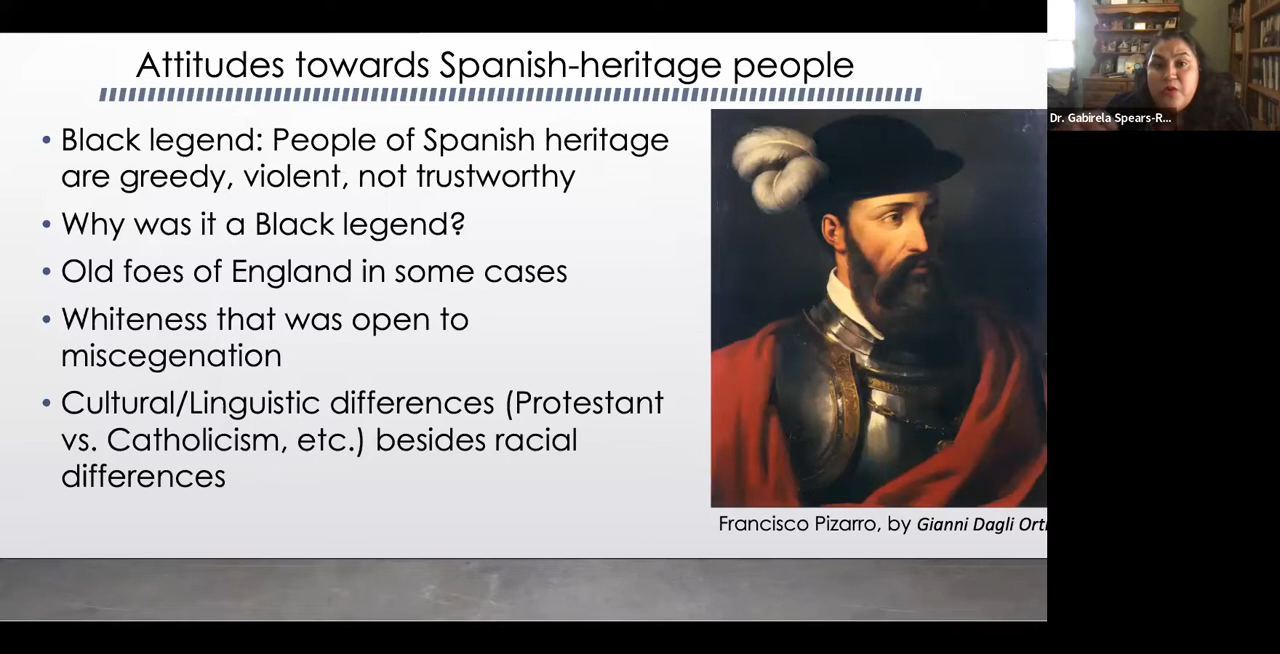 Attitudes towards Spanish-heritage people
• Black legend: People of Spanish heritage
are greedy, violent, not trustworthy
• Why was it a Black legend?
• Old foes of England in some cases
• Whiteness that was open to
miscegenation
• Cultural/Linguistic differences (Protestant
vs. Catholicism, etc.) besides racial
differences
Francisco Pizarro, by Gianni Dagli
Dr. Gabirela Spears-R...